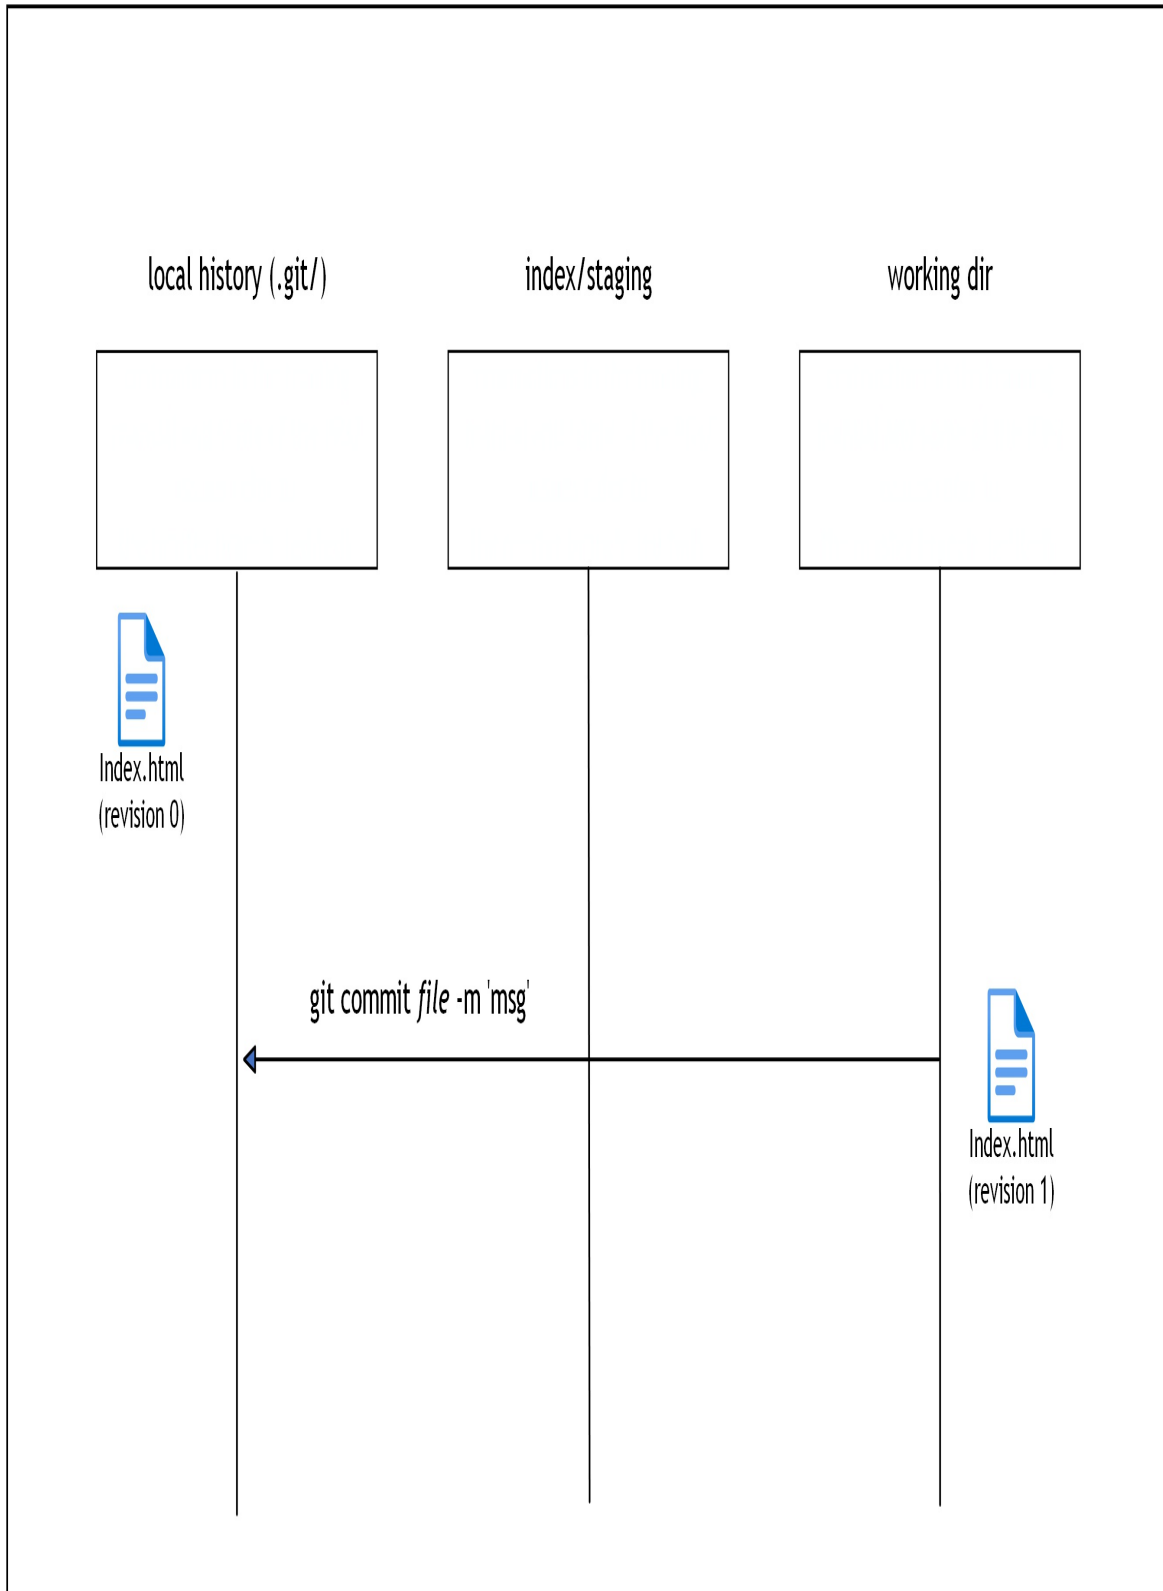 local history (.git/)
index/staging
working dir
Index.html
(revision 0)
git commit file -m 'msg'
Index.html
(revision 1)